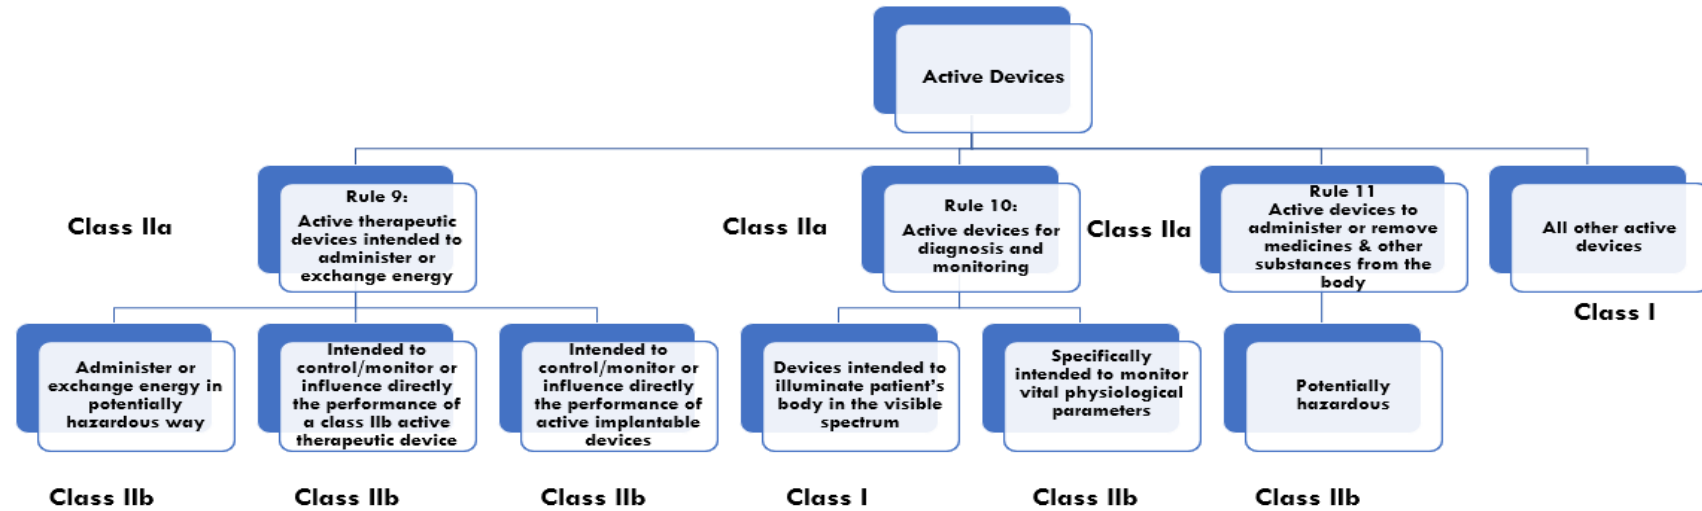 Active Devices
Class IIa
Rule 9:
Active therapeutic
devices intended to
administer or
exchange energy
Class IIa
Rule 10:
Active devices for
diagnosis and
monitoring
Class IIa
Rule 11
Active devices to
administer or remove
medicines & other
substances from the
body
All other active
devices
Class I
Administer or
exchange energy in
potentially
hazardous way
Intended to
control/monitor or
influence directly
the performance of
a class IIb active
therapeutic device
Intended to
control/monitor or
influence directly
the performance of
active implantable
devices
Devices intended to
illuminate patient's
body in the visible
spectrum
Specifically
intended to monitor
vital physiological
parameters
Potentially
hazardous
Class IIb
Class IIb
Class IIb
Class I
Class IIb
Class IIb